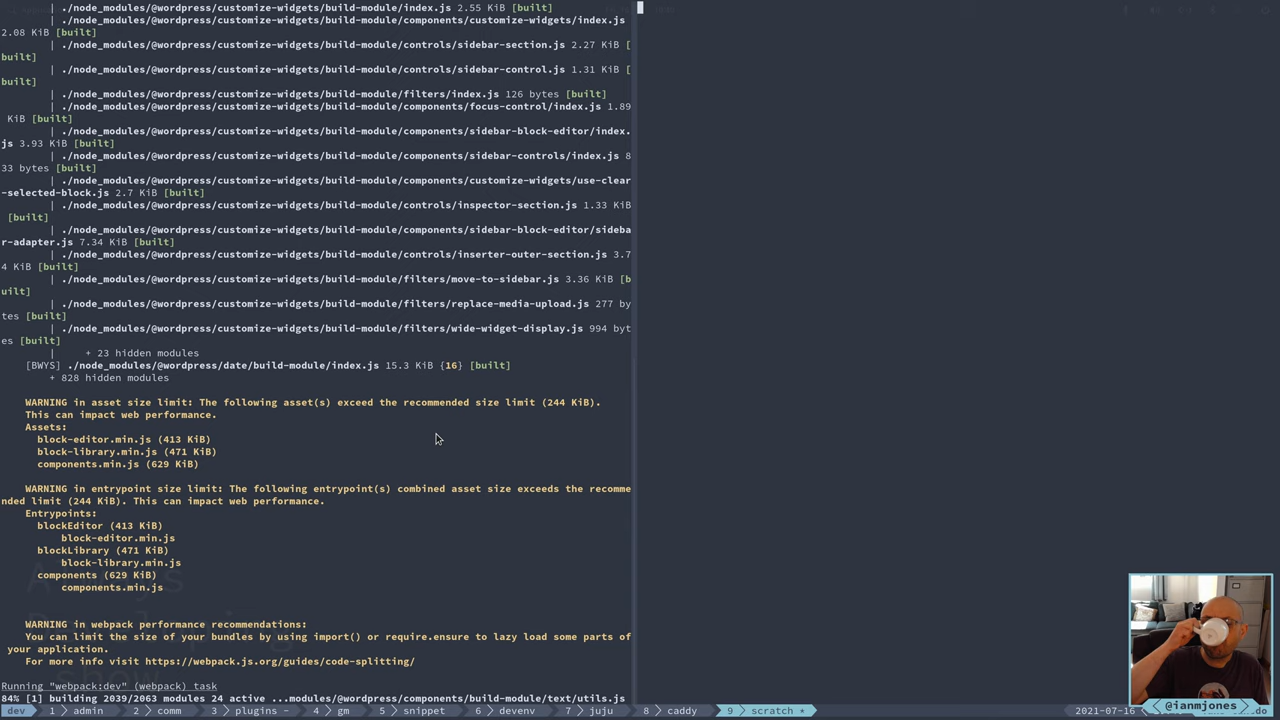 | ./node_modules/@wordpress/customize-widgets/build-module/index.js 2.55 KiB [built]
| ./node_modules/@wordpress/customize-widgets/build-module/components/customize-widgets/index.js
2.08 KiB [built]
| ./node_modules/@wordpress/customize-widgets/build-module/controls/sidebar-section.js 2.27 KiB [
built]
| ./node_modules/@wordpress/customize-widgets/build-module/controls/sidebar-control.js 1.31 KiB [
built]
| ./node_modules/@wordpress/customize-widgets/build-module/filters/index.js 126 bytes [built]
| ./node_modules/@wordpress/customize-widgets/build-module/components/focus-control/index.js 1.89
KiB [built]
| ./node_modules/@wordpress/customize-widgets/build-module/components/sidebar-block-editor/index.
js 3.93 KiB [built]
| ./node_modules/@wordpress/customize-widgets/build-module/components/sidebar-controls/index.js 8
33 bytes [built]
| ./node_modules/@wordpress/customize-widgets/build-module/components/customize-widgets/use-clear
-selected-block.js 2.7 KiB [built]
| ./node_modules/@wordpress/customize-widgets/build-module/controls/inspector-section.js 1.33 KiB
[built]
| ./node_modules/@wordpress/customize-widgets/build-module/components/sidebar-block-editor/sideba
r-adapter.js 7.34 KiB [built]
| ./node_modules/@wordpress/customize-widgets/build-module/controls/inserter-outer-section.js 3.7
4 KiB [built]
| ./node_modules/@wordpress/customize-widgets/build-module/filters/move-to-sidebar.js 3.36 KiB [b
uilt]
| ./node_modules/@wordpress/customize-widgets/build-module/filters/replace-media-upload.js 277 by
tes [built]
| ./node_modules/@wordpress/customize-widgets/build-module/filters/wide-widget-display.js 994 byt
es [built]
| + 23 hidden modules
[BWYS] ./node_modules/@wordpress/date/build-module/index.js 15.3 KiB {16} [built]
+ 828 hidden modules
WARNING in asset size limit: The following asset(s) exceed the recommended size limit (244 KiB).
This can impact web performance.
Assets:
block-editor.min.js (413 KiB)
block-library.min.js (471 KiB)
components.min.js (629 KiB)
WARNING in entrypoint size limit: The following entrypoint(s) combined asset size exceeds the recomme
nded limit (244 KiB). This can impact web performance.
Entrypoints:
blockEditor (413 KiB)
block-editor.min.js
blockLibrary (471 KiB)
block-library.min.js
components (629 KiB)
components.min.js
WARNING in webpack performance recommendations:
You can limit the size of your bundles by using import() or require.ensure to lazy load some parts of
your application.
For more info visit https://webpack.js.org/guides/code-splitting/
Running "webpack:dev" (webpack) task
84% [1] building 2039/2063 modules 24 active ...modules/@wordpress/components/build-module/text/utils.js
dev 1 admin 2 comm 3 plugins - 4 gm 5 snippet 6 devenv 7 juju 8 caddy 9 scratch * 2021-07-16
@ianmjones